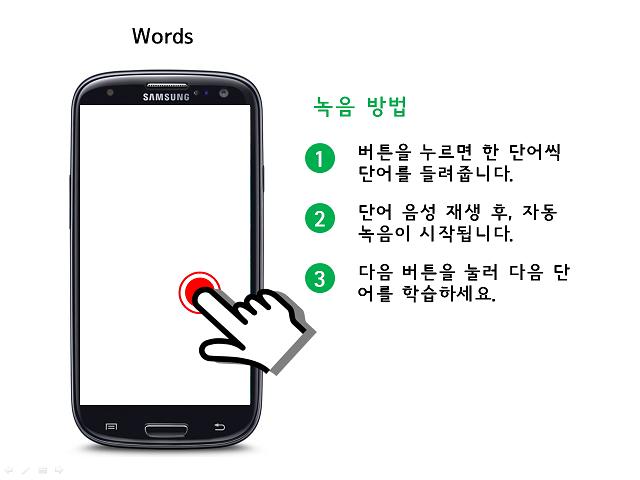 Words
SAMSUNG
녹음 방법
1 버튼을 누르면 한 단어씩
단어를 들려줍니다.
2 단어 음성 재생 후, 자동
녹음이 시작됩니다.
3 다음 버튼을 눌러 다음 단
어를 학습하세요.